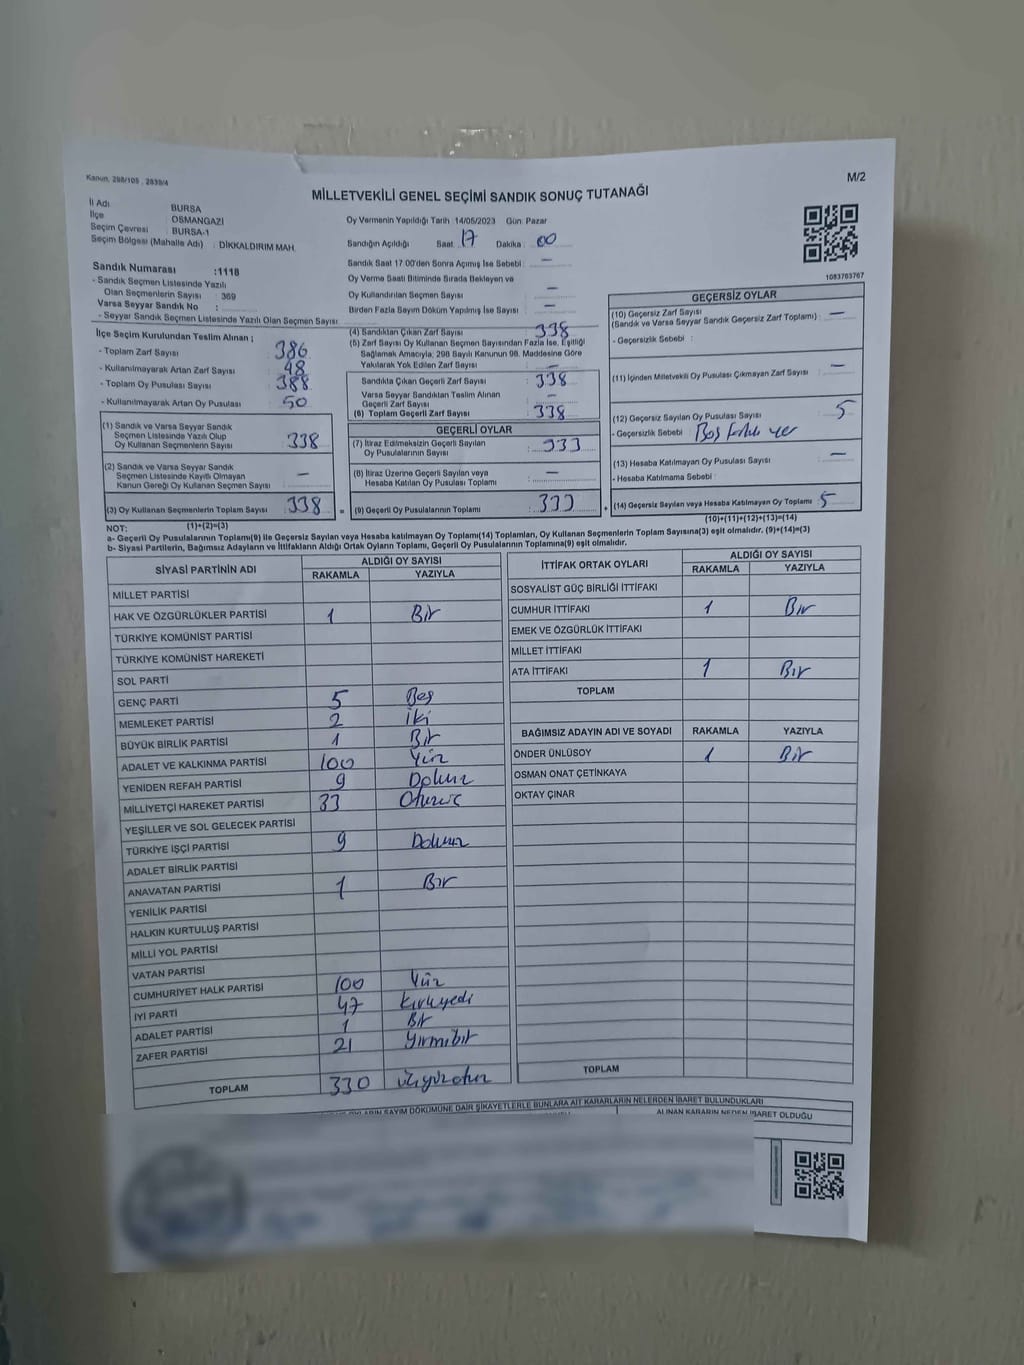 Kanun, 298/105 , 2839/4
M/2
MİLLETVEKİLİ GENEL SEÇİMİ SANDIK SONUÇ TUTANAĞI
İl Adı BURSA
İlçe OSMANGAZİ
Seçim Çevresi BURSA-1
Seçim Bölgesi (Mahalle Adı) : DİKKALDIRIM MAH.
Sandık Numarası :1118
- Sandık Seçmen Listesinde Yazılı
Olan Seçmenlerin Sayısı : 369
Varsa Seyyar Sandık No :
- Seyyar Sandık Seçmen Listesinde Yazılı Olan Seçmen Sayısı
Oy Vermenin Yapıldığı Tarih 14/05/2023 Gün: Pazar
Sandığın Açıldığı Saat 17 Dakika : 00
Sandık Saat 17:00'den Sonra Açılmış İse Sebebi : —
Oy Verme Saati Bitiminde Sırada Bekleyen ve
Oy Kullandırılan Seçmen Sayısı —
Birden Fazla Sayım Döküm Yapılmış İse Sayısı —
1083763767
İlçe Seçim Kurulundan Teslim Alınan ;
- Toplam Zarf Sayısı : 386
- Kullanılmayarak Artan Zarf Sayısı : 48
- Toplam Oy Pusulası Sayısı : 388
- Kullanılmayarak Artan Oy Pusulası : 50
(1) Sandık ve Varsa Seyyar Sandık
Seçmen Listesinde Yazılı Olup
Oy Kullanan Seçmenlerin Sayısı : 338
(2) Sandık ve Varsa Seyyar Sandık
Seçmen Listesinde Kayıtlı Olmayan
Kanun Gereği Oy Kullanan Seçmen Sayısı : —
(3) Oy Kullanan Seçmenlerin Toplam Sayısı : 338
(1)+(2)=(3)
(4) Sandıktan Çıkan Zarf Sayısı 338
(5) Zarf Sayısı Oy Kullanan Seçmen Sayısından Fazla İse, Eşitliği
Sağlamak Amacıyla; 298 Sayılı Kanunun 98. Maddesine Göre
Yakılarak Yok Edilen Zarf Sayısı : —
Sandıkta Çıkan Geçerli Zarf Sayısı : 338
Varsa Seyyar Sandıktan Teslim Alınan
Geçerli Zarf Sayısı : —
(6) Toplam Geçerli Zarf Sayısı : 338
GEÇERLİ OYLAR
(7) İtiraz Edilmeksizin Geçerli Sayılan
Oy Pusulalarının Sayısı : 333
(8) İtiraz Üzerine Geçerli Sayılan veya
Hesaba Katılan Oy Pusulası Toplamı : —
= (9) Geçerli Oy Pusulalarının Toplamı : 333 +
GEÇERSİZ OYLAR
(10) Geçersiz Zarf Sayısı
(Sandık ve Varsa Seyyar Sandık Geçersiz Zarf Toplamı) : —
- Geçersizlik Sebebi :
(11) İçinden Milletvekili Oy Pusulası Çıkmayan Zarf Sayısı : —
(12) Geçersiz Sayılan Oy Pusulası Sayısı : 5
- Geçersizlik Sebebi :
(13) Hesaba Katılmayan Oy Pusulası Sayısı : —
- Hesaba Katılmama Sebebi :
(14) Geçersiz Sayılan veya Hesaba Katılmayan Oy Toplamı : 5
(10)+(11)+(12)+(13)=(14)
NOT:
a- Geçerli Oy Pusulalarının Toplamı(9) ile Geçersiz Sayılan veya Hesaba Katılmayan Oy Toplamı(14) Toplamları, Oy Kullanan Seçmenlerin Toplam Sayısına(3) eşit olmalıdır. (9)+(14)=(3)
b- Siyasi Partilerin, Bağımsız Adayların ve İttifakların Aldığı Ortak Oyların Toplamı, Geçerli Oy Pusulalarının Toplamına(9) eşit olmalıdır.
SİYASİ PARTİNİN ADI ALDIĞI OY SAYISI
RAKAMLA YAZIYLA
MİLLET PARTİSİ
HAK VE ÖZGÜRLÜKLER PARTİSİ 1 Bir
TÜRKİYE KOMÜNİST PARTİSİ
TÜRKİYE KOMÜNİST HAREKETİ
SOL PARTİ
GENÇ PARTİ 5 Beş
MEMLEKET PARTİSİ 2 İki
BÜYÜK BİRLİK PARTİSİ 1 Bir
ADALET VE KALKINMA PARTİSİ 100 Yüz
YENİDEN REFAH PARTİSİ 9 Dokuz
MİLLİYETÇİ HAREKET PARTİSİ 33 Otuzüç
YEŞİLLER VE SOL GELECEK PARTİSİ
TÜRKİYE İŞÇİ PARTİSİ 9 Dokuz
ADALET BİRLİK PARTİSİ
ANAVATAN PARTİSİ 1 Bir
YENİLİK PARTİSİ
HALKIN KURTULUŞ PARTİSİ
MİLLİ YOL PARTİSİ
VATAN PARTİSİ
CUMHURİYET HALK PARTİSİ 100 Yüz
İYİ PARTİ 47 Kırkyedi
ADALET PARTİSİ 1 Bir
ZAFER PARTİSİ 21 Yirmibir
TOPLAM 330 üçyüzotuz
İTTİFAK ORTAK OYLARI ALDIĞI OY SAYISI
RAKAMLA YAZIYLA
SOSYALİST GÜÇ BİRLİĞİ İTTİFAKI
CUMHUR İTTİFAKI 1 Bir
EMEK VE ÖZGÜRLÜK İTTİFAKI
MİLLET İTTİFAKI
ATA İTTİFAKI 1 Bir
TOPLAM
BAĞIMSIZ ADAYIN ADI VE SOYADI RAKAMLA YAZIYLA
ÖNDER ÜNLÜSOY 1 Bir
OSMAN ONAT ÇETİNKAYA
OKTAY ÇINAR
TOPLAM
SAYIM DÖKÜMÜNE DAİR ŞİKAYETLERLE BUNLARA AİT KARARLARIN NELERDEN İBARET BULUNDUKLARI
ALINAN KARARIN NEDEN İBARET OLDUĞU